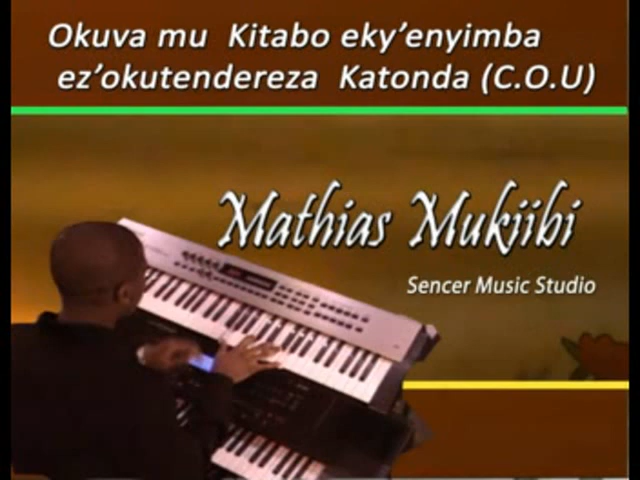 Okuva mu Kitabo eky'enyimba
ez'okutendereza Katonda (C.O.U)
Mathias Mukiibi
Sencer Music Studio